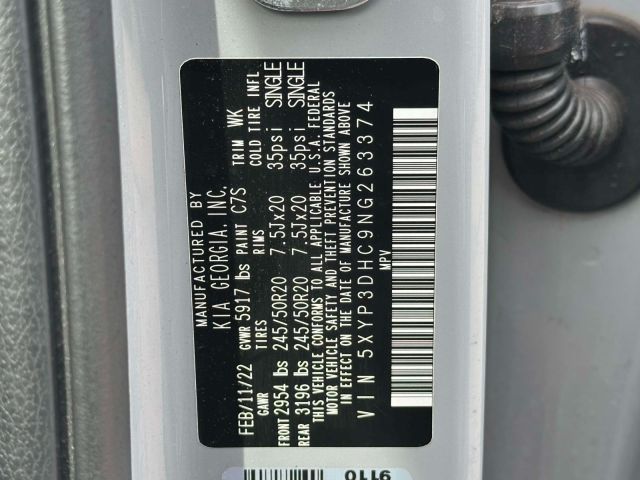 MANUFACTURED BY
KIA GEORGIA, INC.
FEB/11/22 GVWR 5917 lbs PAINT C7S TRIM WK
GAWR TIRES RIMS COLD TIRE INFL
FRONT 2954 lbs 245/50R20 7.5Jx20 35psi SINGLE
REAR 3196 lbs 245/50R20 7.5Jx20 35psi SINGLE
THIS VEHICLE CONFORMS TO ALL APPLICABLE U.S.A. FEDERAL
MOTOR VEHICLE SAFETY AND THEFT PREVENTION STANDARDS
IN EFFECT ON THE DATE OF MANUFACTURE SHOWN ABOVE
MPV
VIN 5XYP3DHC9NG263374
9110